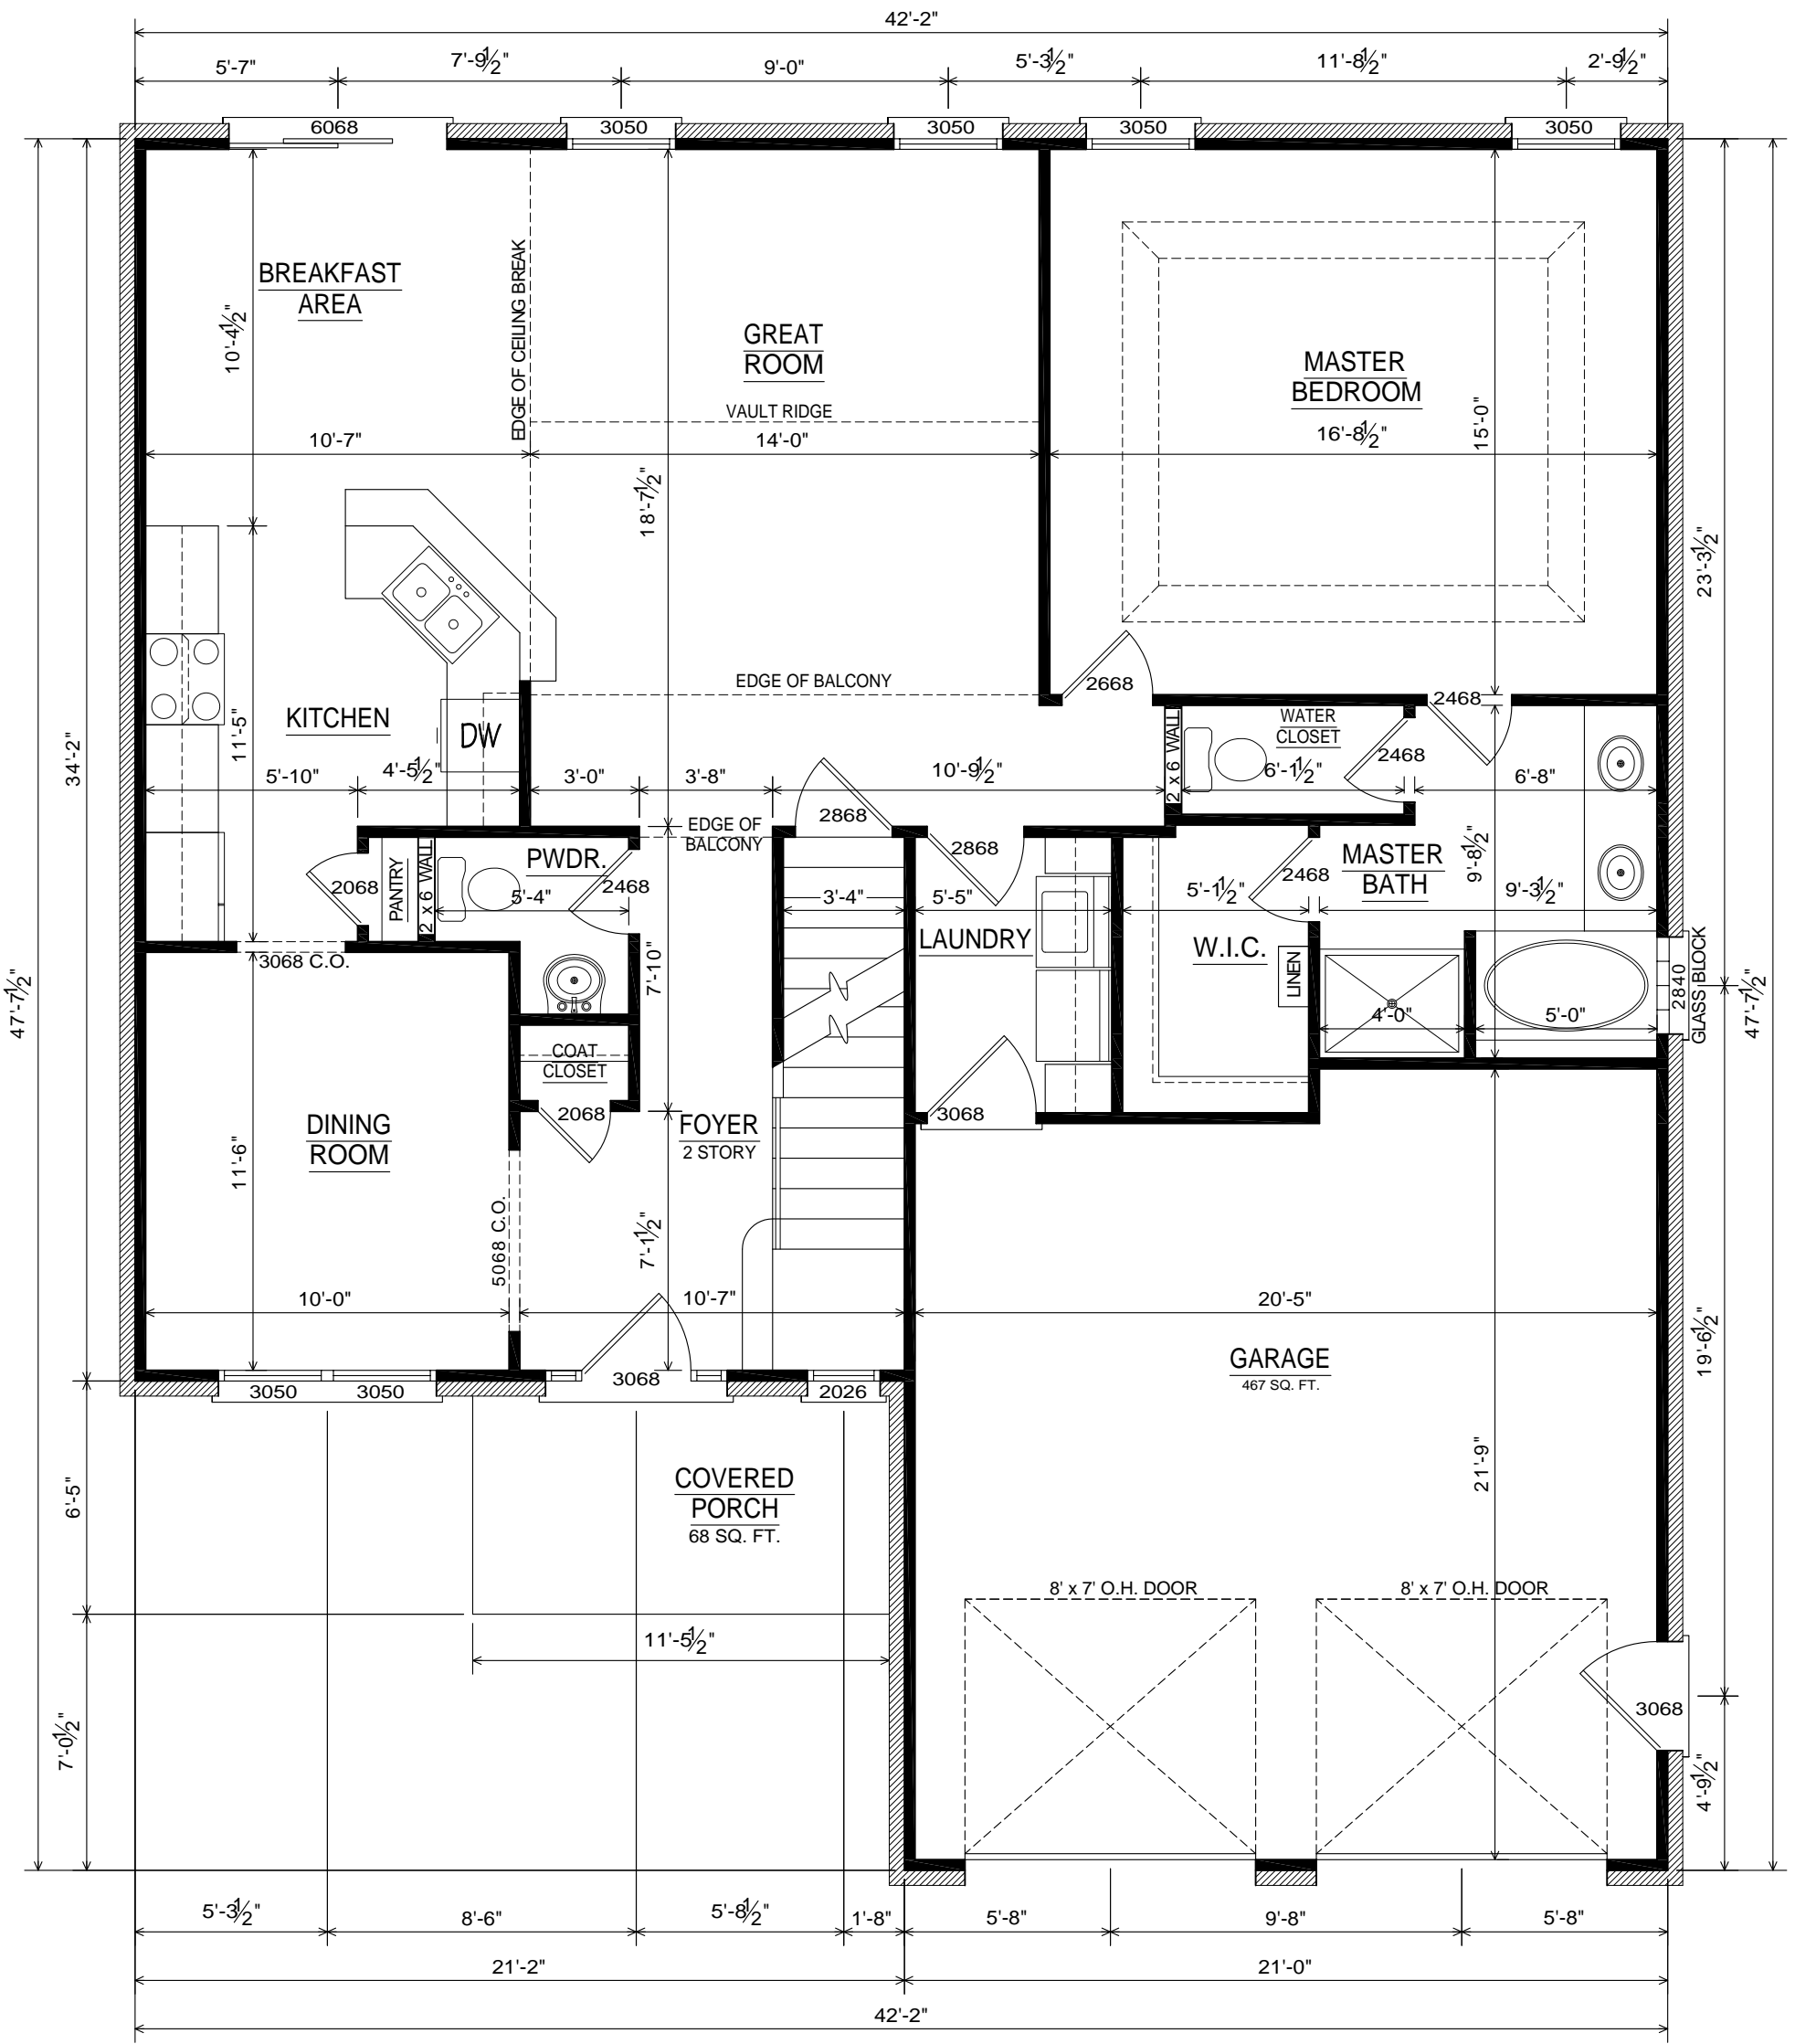 42'-2"
5'-7" 7'-9½" 9'-0" 5'-3½" 11'-8½" 2'-9½"
6068 3050 3050 3050 3050
BREAKFAST
AREA
10'-4½"
EDGE OF CEILING BREAK
GREAT
ROOM
VAULT RIDGE
MASTER
BEDROOM
10'-7" 14'-0" 16'-8½"
15'-0"
18'-7½"
23'-3½"
EDGE OF BALCONY
2668
2468
KITCHEN
DW
11'-5"
34'-2"
2 x 6 WALL
WATER
CLOSET
2468
5'-10" 4'-5½" 3'-0" 3'-8" 10'-9½" 6'-1½" 6'-8"
2868
EDGE OF
BALCONY
2868
PWDR.
2068
PANTRY
2 x 6 WALL
5'-4"
2468
3'-4" 5'-5" 5'-1½" 9'-3½"
2468
MASTER
BATH
9'-8½"
LAUNDRY
W.I.C.
LINEN
3068 C.O.
7'-10"
47'-7½"
4'-0" 5'-0"
2840
GLASS BLOCK
47'-7½"
COAT
CLOSET
2068
3068
DINING
ROOM
11'-6"
FOYER
2 STORY
5068 C.O.
7'-1½"
10'-0" 10'-7" 20'-5"
19'-6½"
GARAGE
467 SQ. FT.
3050 3050 3068 2026
COVERED
PORCH
68 SQ. FT.
6'-5"
21'-9"
8' x 7' O.H. DOOR 8' x 7' O.H. DOOR
11'-5½"
7'-0½"
3068
4'-9½"
5'-3½" 8'-6" 5'-8½" 1'-8" 5'-8" 9'-8" 5'-8"
21'-2" 21'-0"
42'-2"